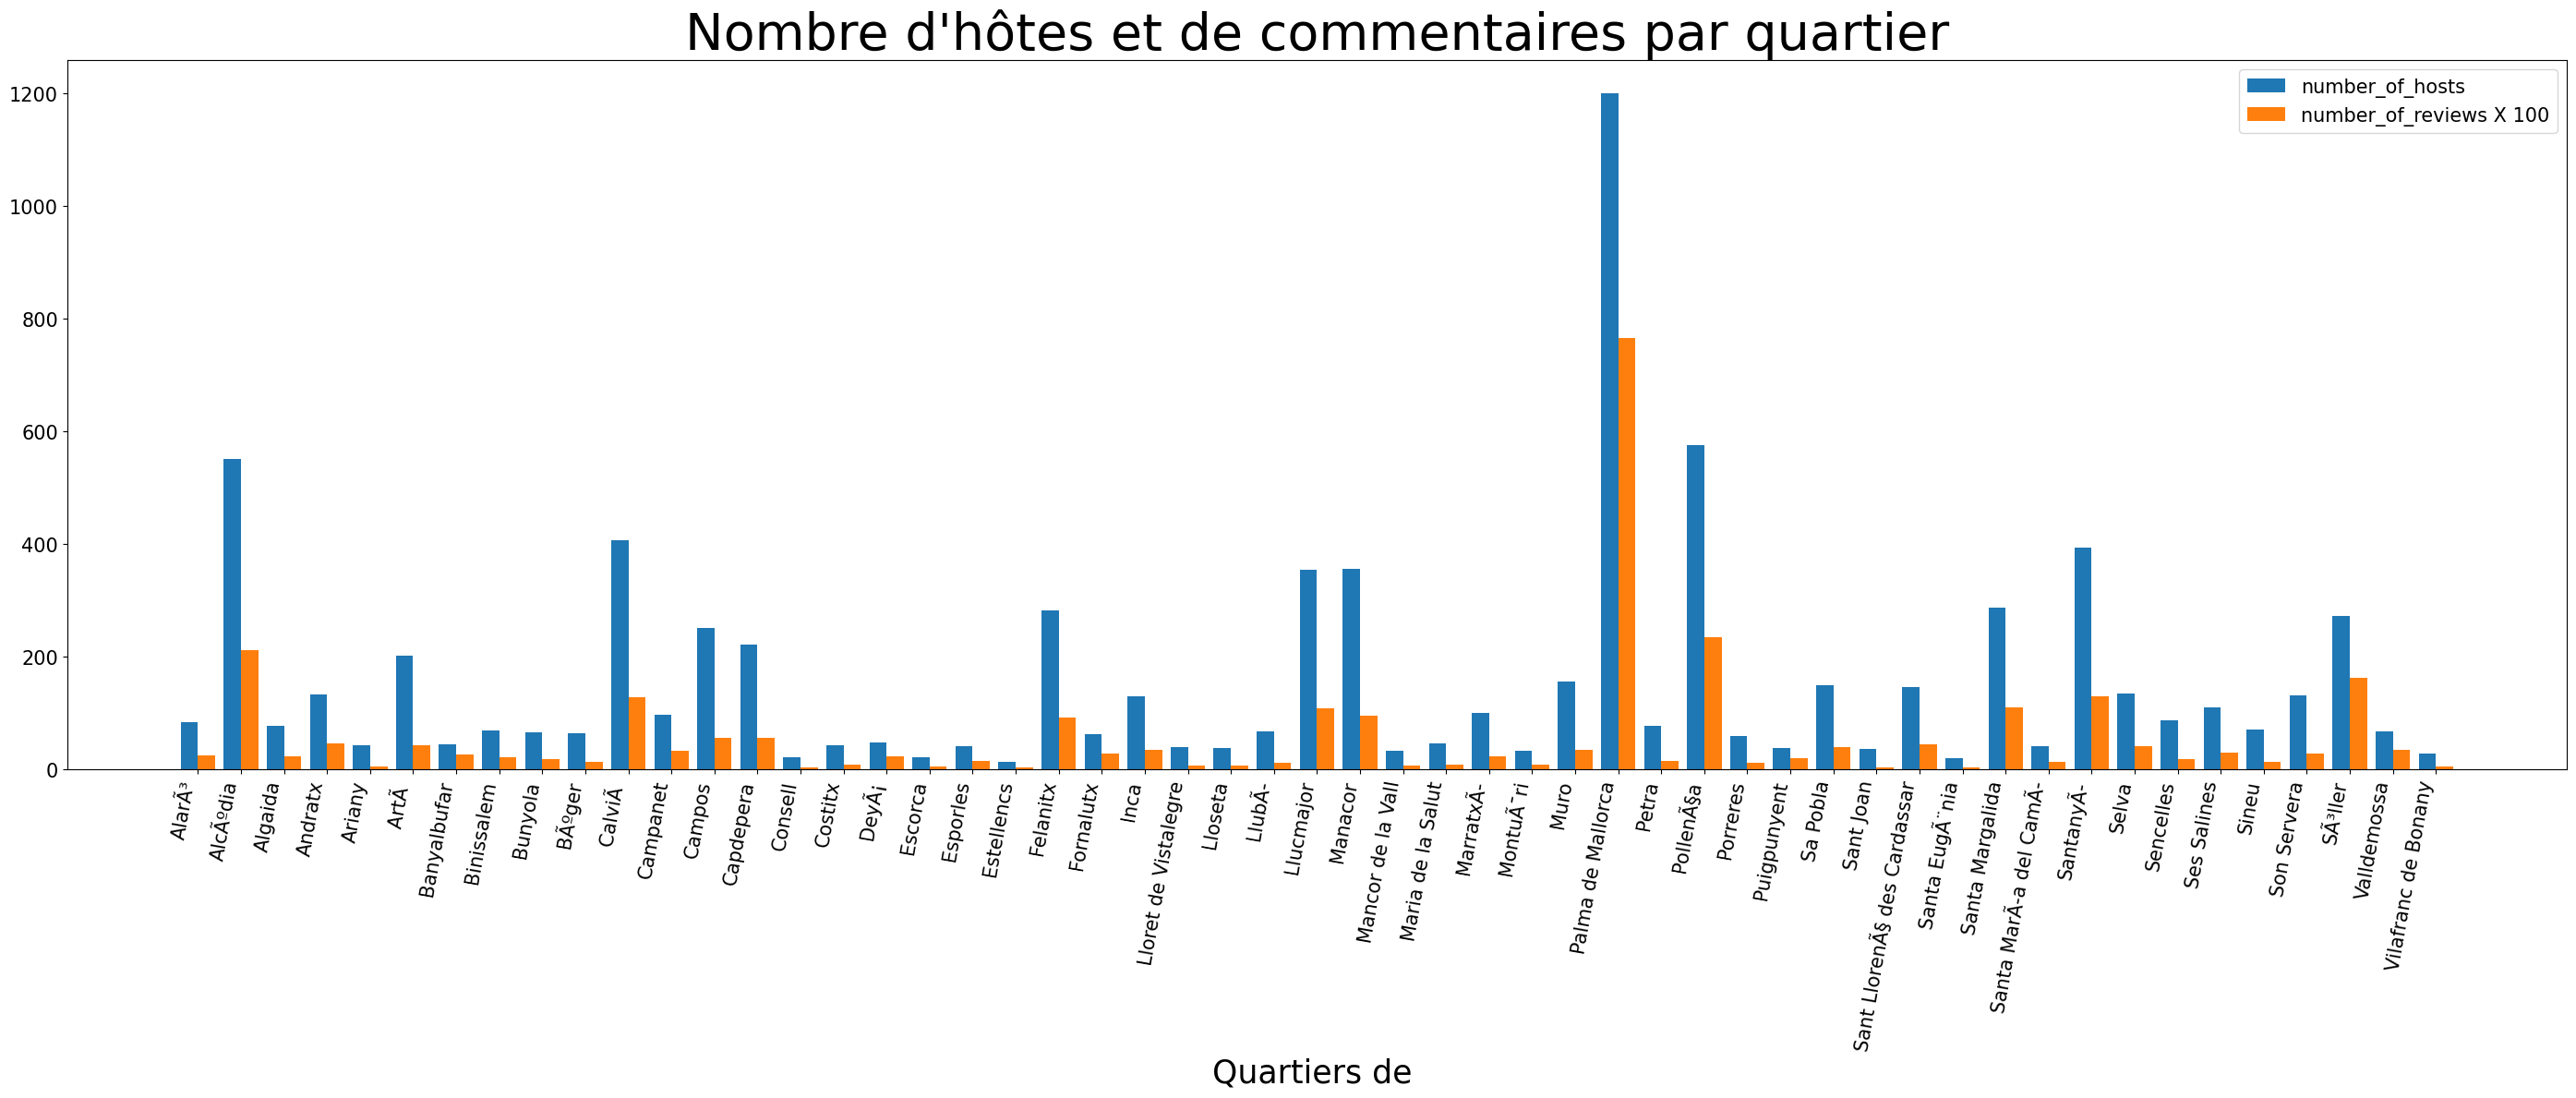 Nombre d'hôtes et de commentaires par quartier
number_of_hosts
number_of_reviews X 100
1200
1000
800
600
400
200
0
AlarÃ³
AlcÃºdia
Algaida
Andratx
Ariany
ArtÃ
Banyalbufar
Binissalem
Bunyola
BÃºger
CalviÃ
Campanet
Campos
Capdepera
Consell
Costitx
DeyÃ¡
Escorca
Esporles
Estellencs
Felanitx
Fornalutx
Inca
Lloret de Vistalegre
Lloseta
LlubÃ-
Llucmajor
Manacor
Mancor de la Vall
Maria de la Salut
MarratxÃ-
MontuÃ¯ri
Muro
Palma de Mallorca
Petra
PollenÃ§a
Porreres
Puigpunyent
Sa Pobla
Sant Joan
Sant LlorenÃ§ des Cardassar
Santa EugÃ¨nia
Santa Margalida
Santa MarÃ-a del CamÃ-
SantanyÃ-
Selva
Sencelles
Ses Salines
Sineu
Son Servera
SÃ³ller
Valldemossa
Vilafranc de Bonany
Quartiers de